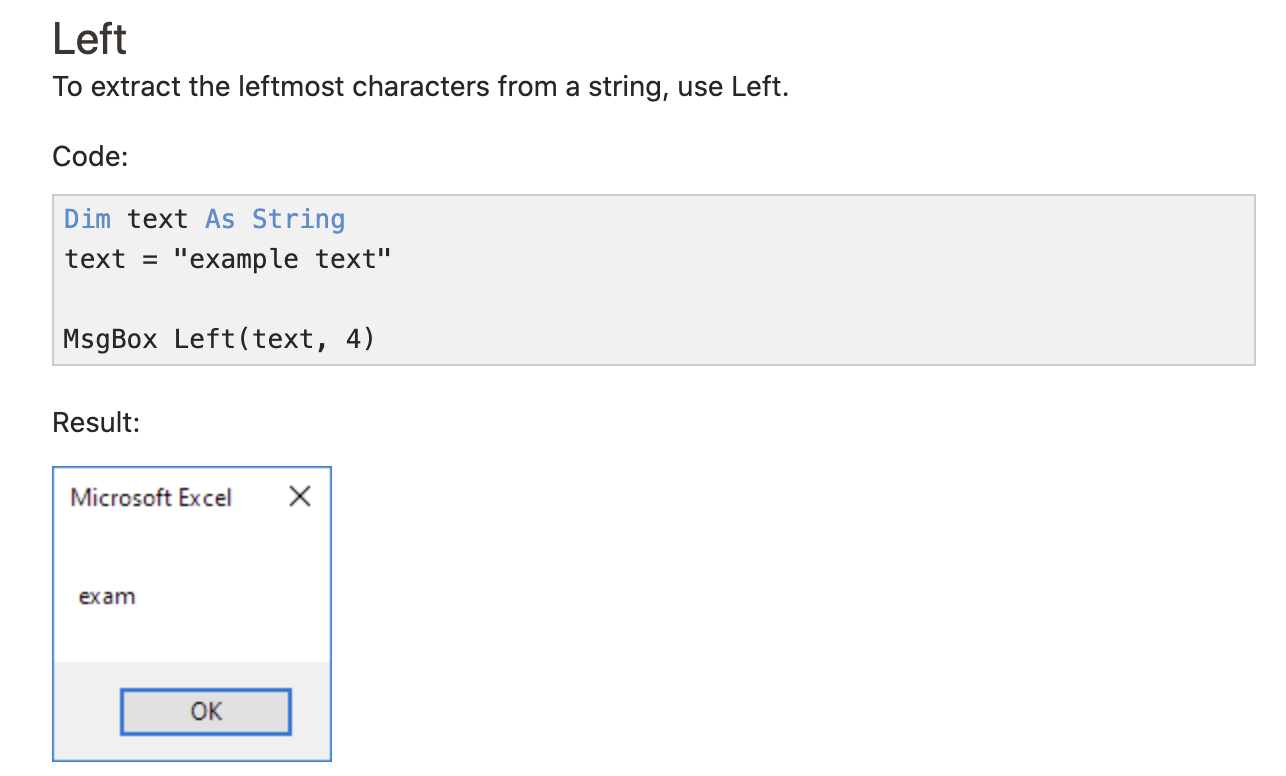 Left
To extract the leftmost characters from a string, use Left.
Code:
Dim text As String
text = "example text"
MsgBox Left(text, 4)
Result:
Microsoft Excel
exam
OK